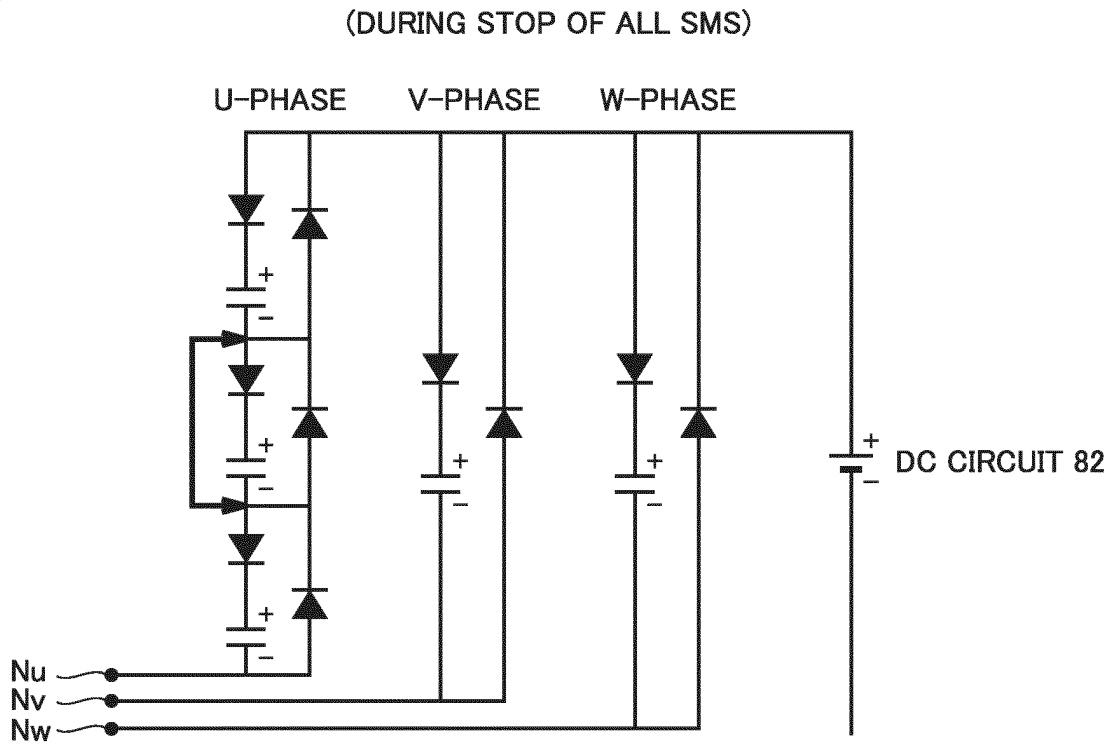 (DURING STOP OF ALL SMS)
U-PHASE V-PHASE W-PHASE
+
−
+
−
+
−
+
−
+
−
+
−
DC CIRCUIT 82
Nu
Nv
Nw